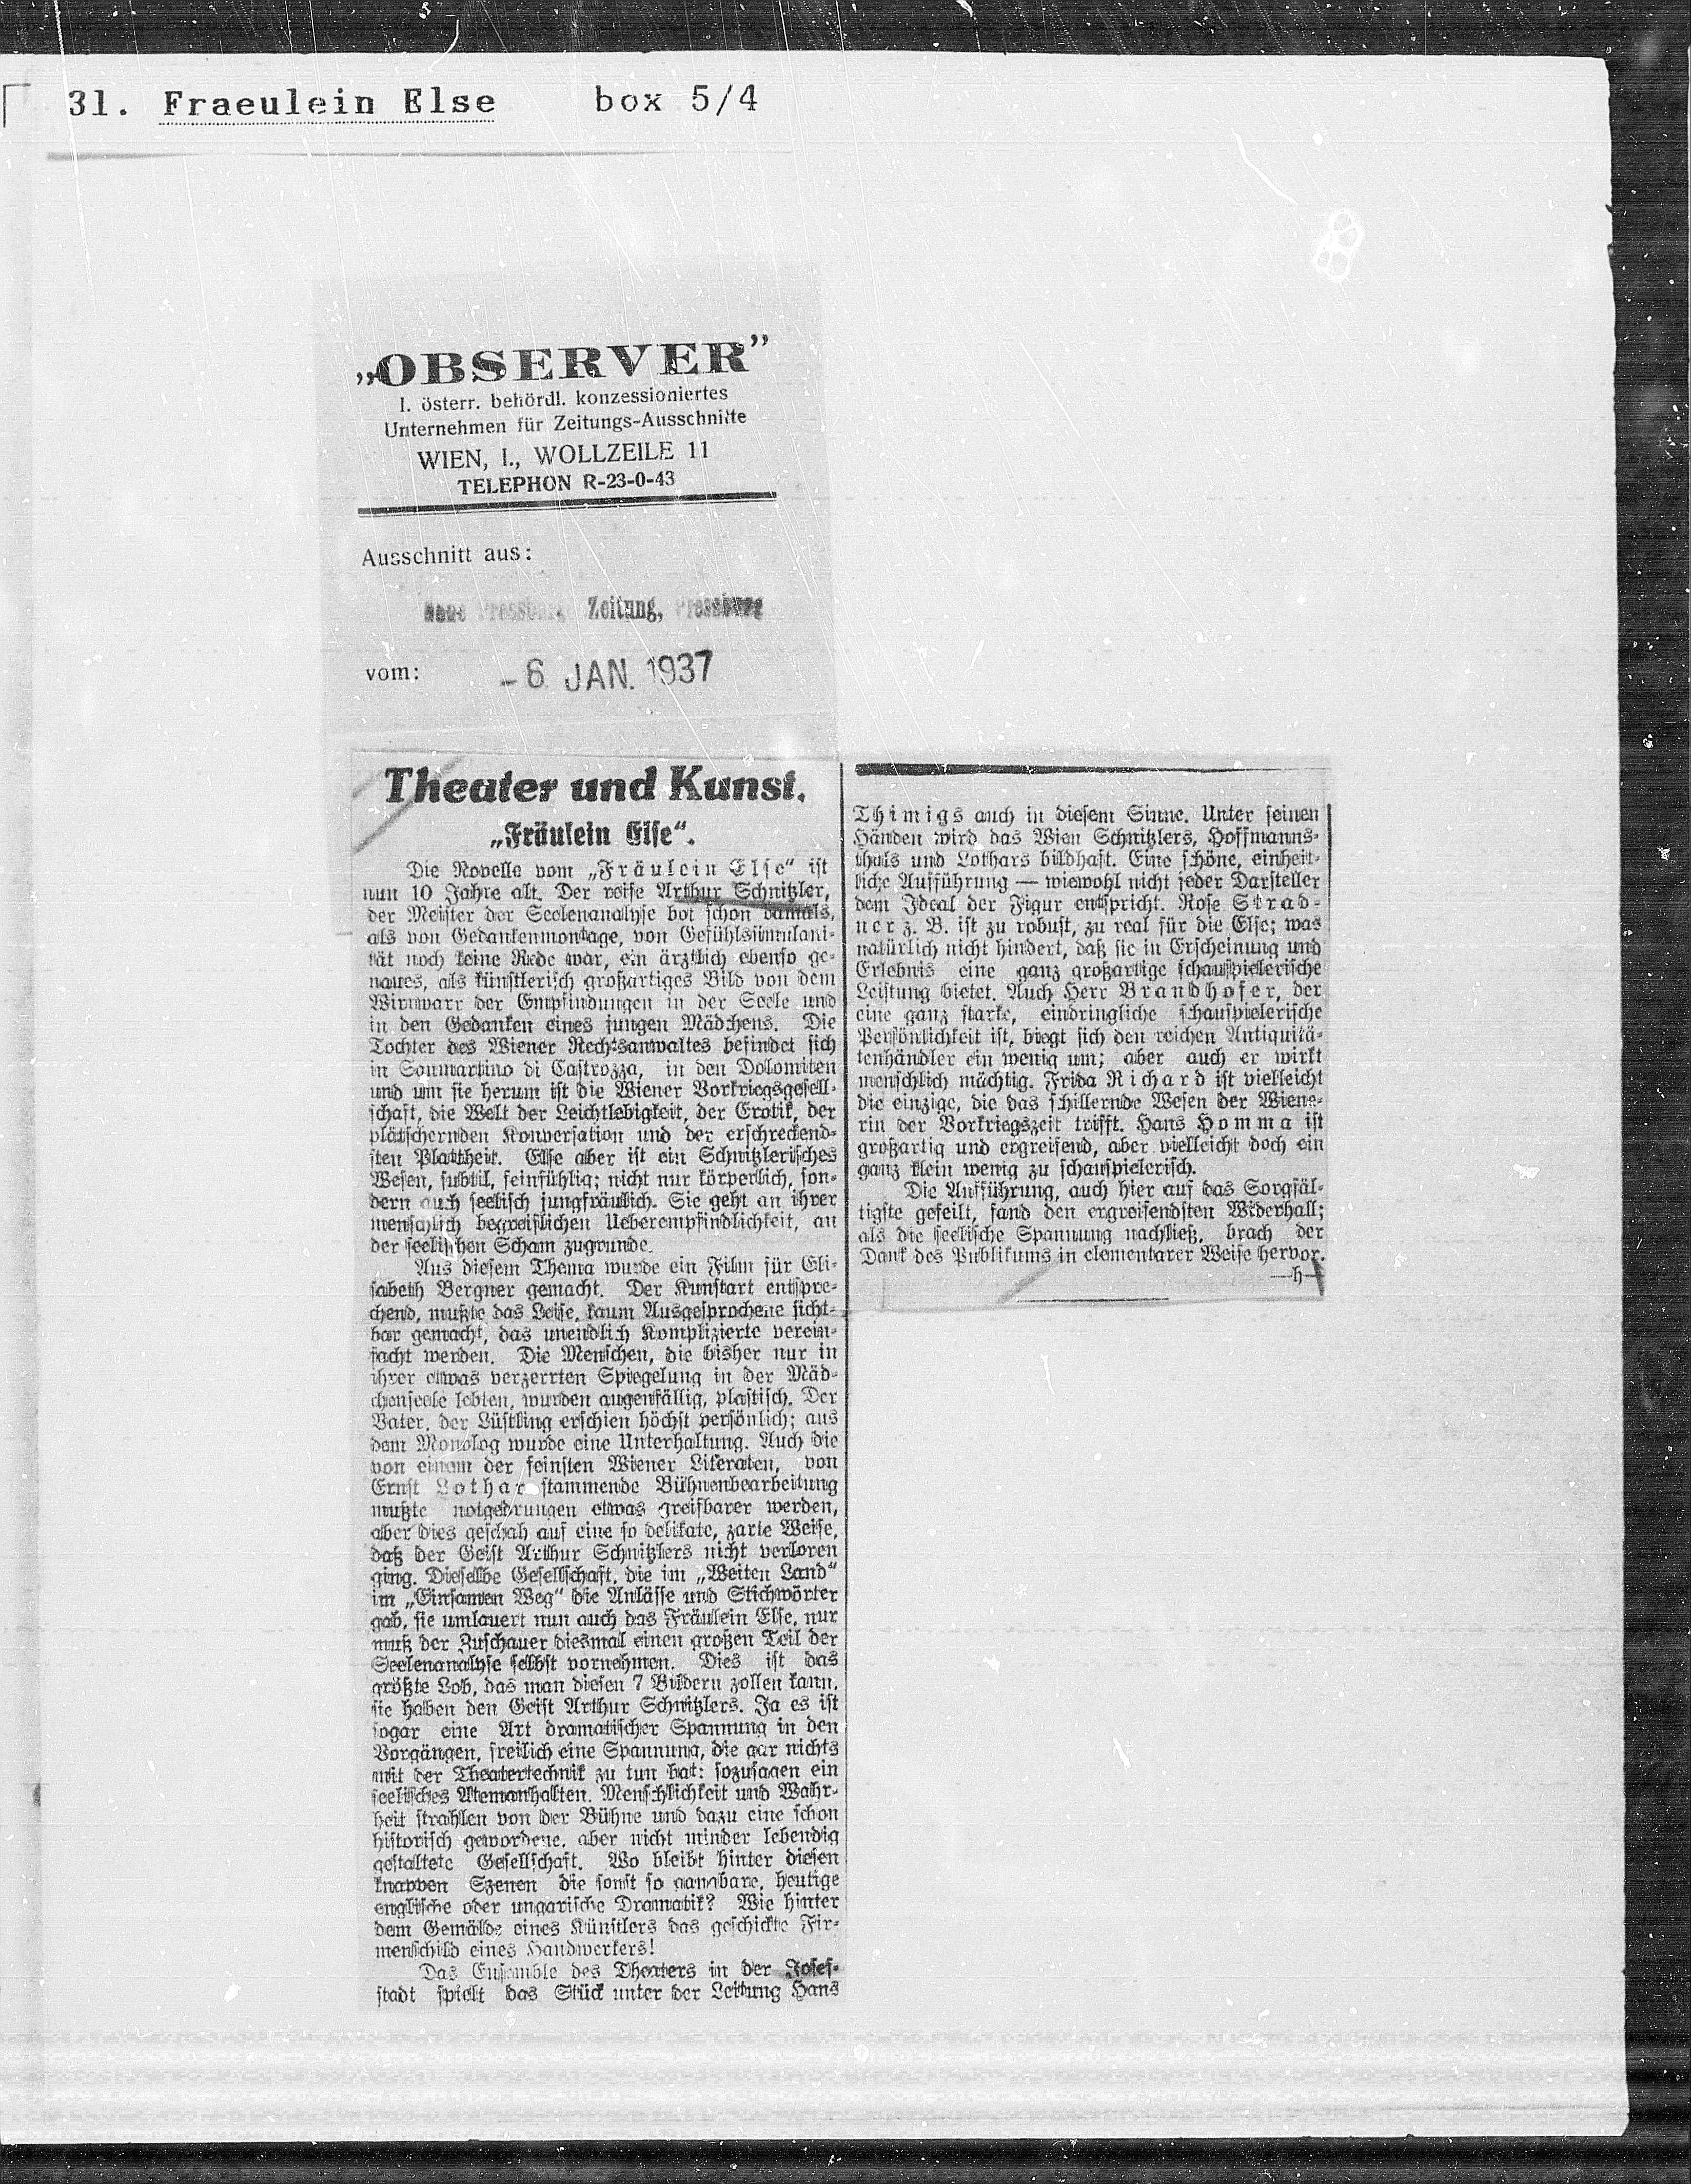 31. Fraeulein Else box 5/4
„OBSERVER”
I. österr. behördl. konzessioniertes
Unternehmen für Zeitungs-Ausschnitte
WIEN, I., WOLLZEILE 11
TELEPHON R-23-0-43
Ausschnitt aus:
Neue Pressburger Zeitung, Pressburg
vom: - 6. JAN. 1937
Theater und Kunst.
„Fräulein Else“.
Die Novelle vom „Fräulein Else“ ist
nun 10 Jahre alt. Der reife Arthur Schnitzler,
der Meister der Seelenanalyse bot schon damals,
als von Gedankenmontage, von Gefühlssimulani-
tät noch keine Rede war, ein ärztlich ebenso ge-
naues, als künstlerisch großartiges Bild von dem
Wirrwarr der Empfindungen in der Seele und
in den Gedanken eines jungen Mädchens. Die
Tochter des Wiener Rechtsanwaltes befindet sich
in Sonmartino di Castrozza, in den Dolomiten
und um sie herum ist die Wiener Vorkriegsgesell-
schaft, die Welt der Leichtlebigkeit, der Erotik, der
plätschernden Konversation und der erschreckend-
sten Plattheit. Else aber ist ein Schnitzlerisches
Wesen, subtil, feinfühlig; nicht nur körperlich, son-
dern auch seelisch jungfräulich. Sie geht an ihrer
menschlich begreiflichen Ueberempfindlichkeit, an
der seelischen Scham zugrunde.
Aus diesem Thema wurde ein Film für Eli-
sabeth Bergner gemacht. Der Kunstart entspre-
chend, mußte das Leise, kaum Ausgesprochene sicht-
bar gemacht, das unendlich Komplizierte verein-
facht werden. Die Menschen, die bisher nur in
ihrer etwas verzerrten Spiegelung in der Mäd-
chenseele lebten, wurden augenfällig, plastisch. Der
Vater, der Lüstling erschien höchst persönlich; aus
dem Monolog wurde eine Unterhaltung. Auch die
von einem der feinsten Wiener Literaten, von
Ernst Lothar stammende Bühnenbearbeitung
mußte notgedrungen etwas greifbarer werden,
aber dies geschah auf eine so delikate, zarte Weise,
daß der Geist Arthur Schnitzlers nicht verloren
ging. Dieselbe Gesellschaft, die im „Weiten Land“
im „Einsamen Weg“ die Anlässe und Stichwörter
gab, sie umlauert nun auch das Fräulein Else, nur
muß der Zuschauer diesmal einen großen Teil der
Seelenanalyse selbst vornehmen. Dies ist das
größte Lob, das man diesen 7 Bildern zollen kann,
sie haben den Geist Arthur Schnitzlers. Ja es ist
sogar eine Art dramatischer Spannung in den
Vorgängen, freilich eine Spannung, die gar nichts
mit der Theatertechnik zu tun hat: sozusagen ein
seelisches Atemanhalten. Menschlichkeit und Wahr-
heit strahlen von der Bühne und dazu eine schon
historisch gewordene, aber nicht minder lebendig
gestaltete Gesellschaft. Wo bleibt hinter diesen
knappen Szenen die sonst so gangbare, heutige
englische oder ungarische Dramatik? Wie hinter
dem Gemälde eines Künstlers das geschickte Fir-
menschild eines Handwerkers!
Das Ensemble des Theaters in der Josef-
stadt spielt das Stück unter der Leitung Hans
Thimigs auch in diesem Sinne. Unter seinen
Händen wird das Wien Schnitzlers, Hoffmanns-
thals und Lothars bildhaft. Eine schöne, einheit-
liche Aufführung — wiewohl nicht jeder Darsteller
dem Ideal der Figur entspricht. Rose Strad-
ner z. B. ist zu robust, zu real für die Else; was
natürlich nicht hindert, daß sie in Erscheinung und
Erlebnis eine ganz großartige schauspielerische
Leistung bietet. Auch Herr Brandhofer, der
eine ganz starke, eindringliche schauspielerische
Persönlichkeit ist, biegt sich den reichen Antiquitä-
tenhändler ein wenig um; aber auch er wirkt
menschlich mächtig. Frida Richard ist vielleicht
die einzige, die das schillernde Wesen der Wiene-
rin der Vorkriegszeit trifft. Hans Homma ist
großartig und ergreifend, aber vielleicht doch ein
ganz klein wenig zu schauspielerisch.
Die Aufführung, auch hier auf das Sorgfäl-
tigste gefeilt, fand den ergreifendsten Widerhall;
als die seelische Spannung nachließ, brach der
Dank des Publikums in elementarer Weise hervor.
—h—